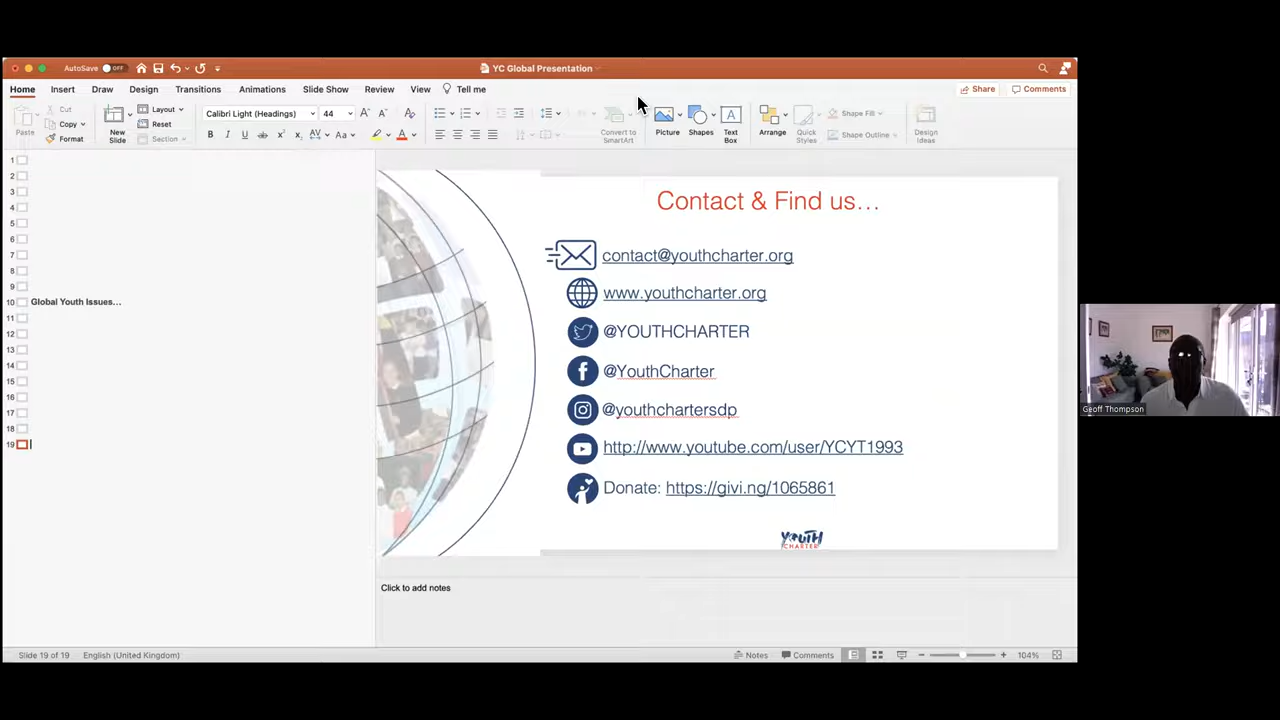 AutoSave OFF
YC Global Presentation
Home Insert Draw Design Transitions Animations Slide Show Review View Tell me
Share Comments
Paste
Cut
Copy
Format
New Slide
Layout
Reset
Section
Calibri Light (Headings) 44
Convert to SmartArt
Picture
Shapes
Text Box
Arrange
Quick Styles
Shape Fill
Shape Outline
Design Ideas
1
2
3
4
5
6
7
8
9
10 Global Youth Issues...
11
12
13
14
15
16
17
18
19
Contact & Find us...
contact@youthcharter.org
www.youthcharter.org
@YOUTHCHARTER
@YouthCharter
@youthchartersdp
http://www.youtube.com/user/YCYT1993
Donate: https://givi.ng/1065861
YOUTH
CHARTER
Click to add notes
Geoff Thompson
Slide 19 of 19 English (United Kingdom) Notes Comments 104%